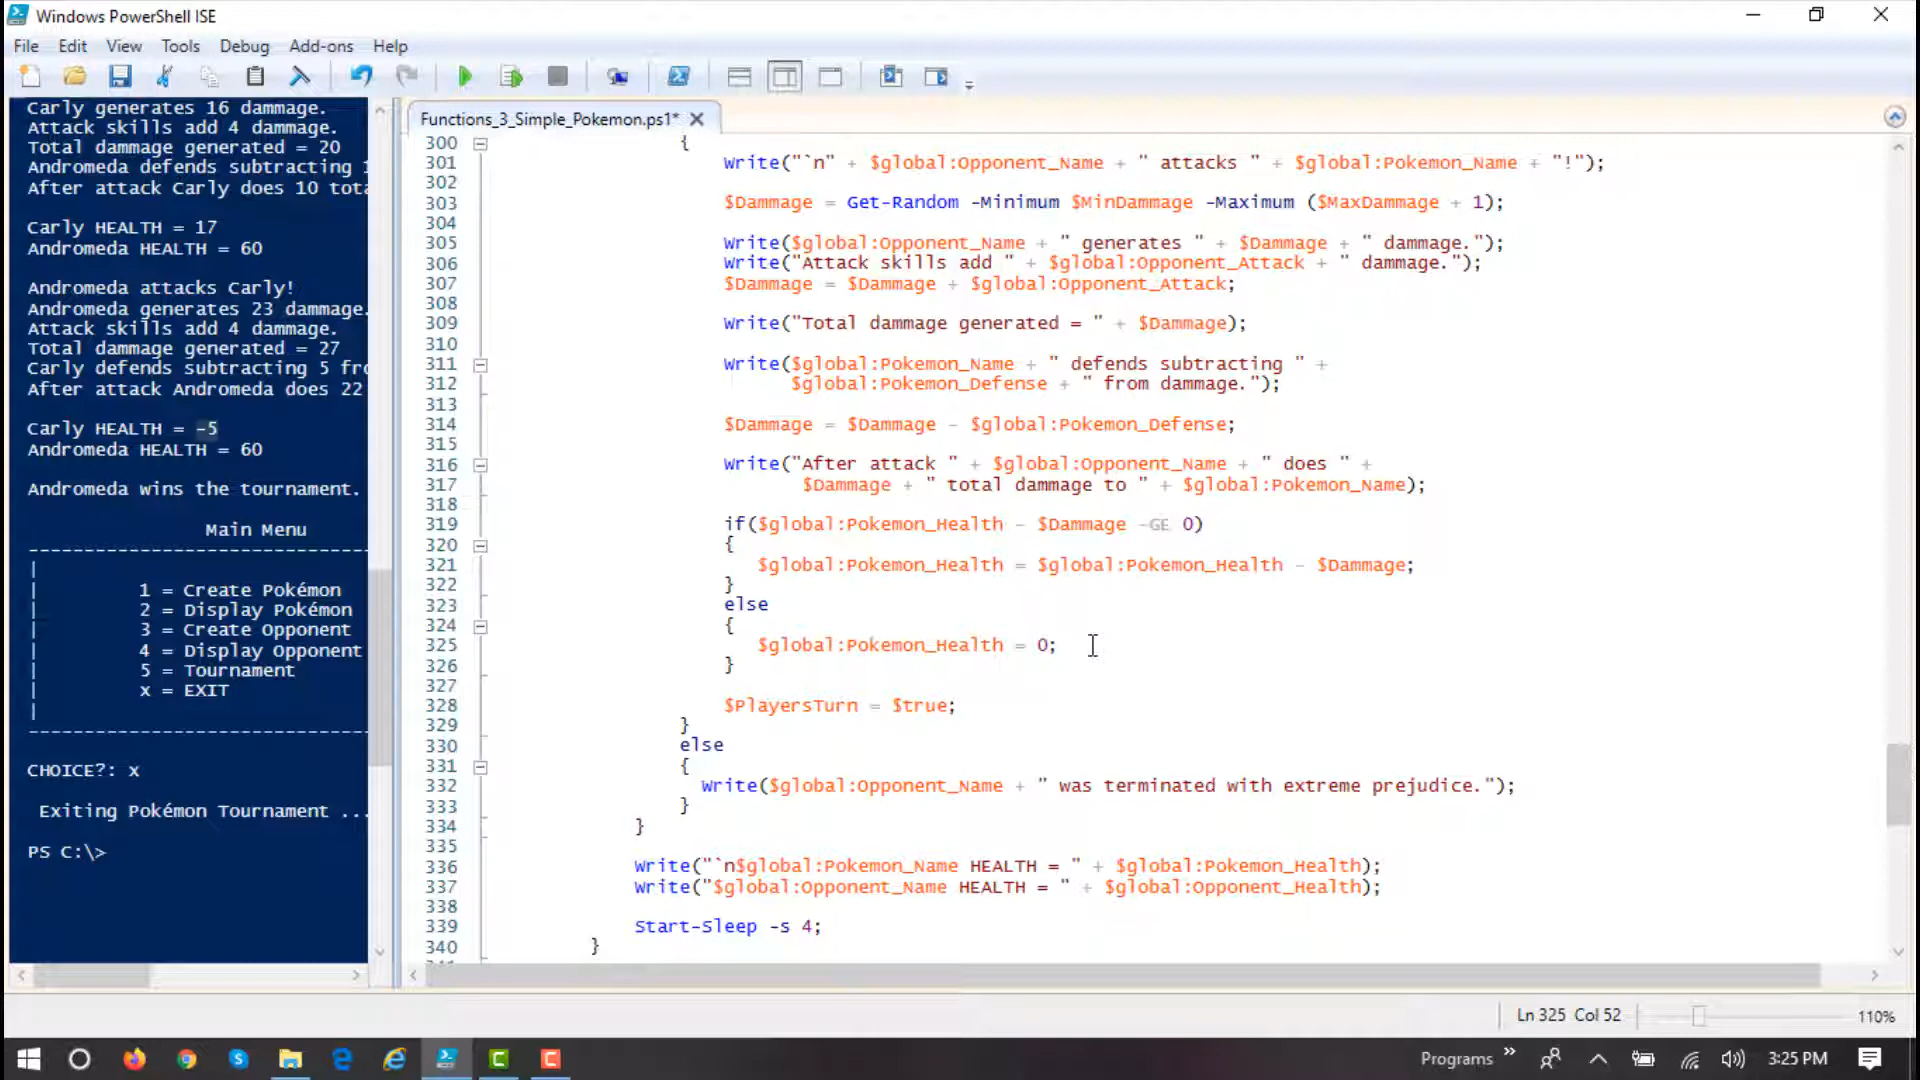 Windows PowerShell ISE
File Edit View Tools Debug Add-ons Help
Carly generates 16 dammage.
Attack skills add 4 dammage.
Total dammage generated = 20
Andromeda defends subtracting
After attack Carly does 10 tota
Carly HEALTH = 17
Andromeda HEALTH = 60
Andromeda attacks Carly!
Andromeda generates 23 dammage.
Attack skills add 4 dammage.
Total dammage generated = 27
Carly defends subtracting 5 fro
After attack Andromeda does 22
Carly HEALTH = -5
Andromeda HEALTH = 60
Andromeda wins the tournament.
Main Menu
-------------------------------
|
| 1 = Create Pokémon
| 2 = Display Pokémon
| 3 = Create Opponent
| 4 = Display Opponent
| 5 = Tournament
| x = EXIT
|
-------------------------------
CHOICE?: x
Exiting Pokémon Tournament ...
PS C:\>
Functions_3_Simple_Pokemon.ps1*
300 {
301 Write("`n" + $global:Opponent_Name + " attacks " + $global:Pokemon_Name + "!");
302
303 $Dammage = Get-Random -Minimum $MinDammage -Maximum ($MaxDammage + 1);
304
305 Write($global:Opponent_Name + " generates " + $Dammage + " dammage.");
306 Write("Attack skills add " + $global:Opponent_Attack + " dammage.");
307 $Dammage = $Dammage + $global:Opponent_Attack;
308
309 Write("Total dammage generated = " + $Dammage);
310
311 Write($global:Pokemon_Name + " defends subtracting " +
312 $global:Pokemon_Defense + " from dammage.");
313
314 $Dammage = $Dammage - $global:Pokemon_Defense;
315
316 Write("After attack " + $global:Opponent_Name + " does " +
317 $Dammage + " total dammage to " + $global:Pokemon_Name);
318
319 if($global:Pokemon_Health - $Dammage -GE 0)
320 {
321 $global:Pokemon_Health = $global:Pokemon_Health - $Dammage;
322 }
323 else
324 {
325 $global:Pokemon_Health = 0;
326 }
327
328 $PlayersTurn = $true;
329 }
330 else
331 {
332 Write($global:Opponent_Name + " was terminated with extreme prejudice.");
333 }
334 }
335
336 Write("`n$global:Pokemon_Name HEALTH = " + $global:Pokemon_Health);
337 Write("$global:Opponent_Name HEALTH = " + $global:Opponent_Health);
338
339 Start-Sleep -s 4;
340 }
Ln 325 Col 52
110%
Programs
3:25 PM